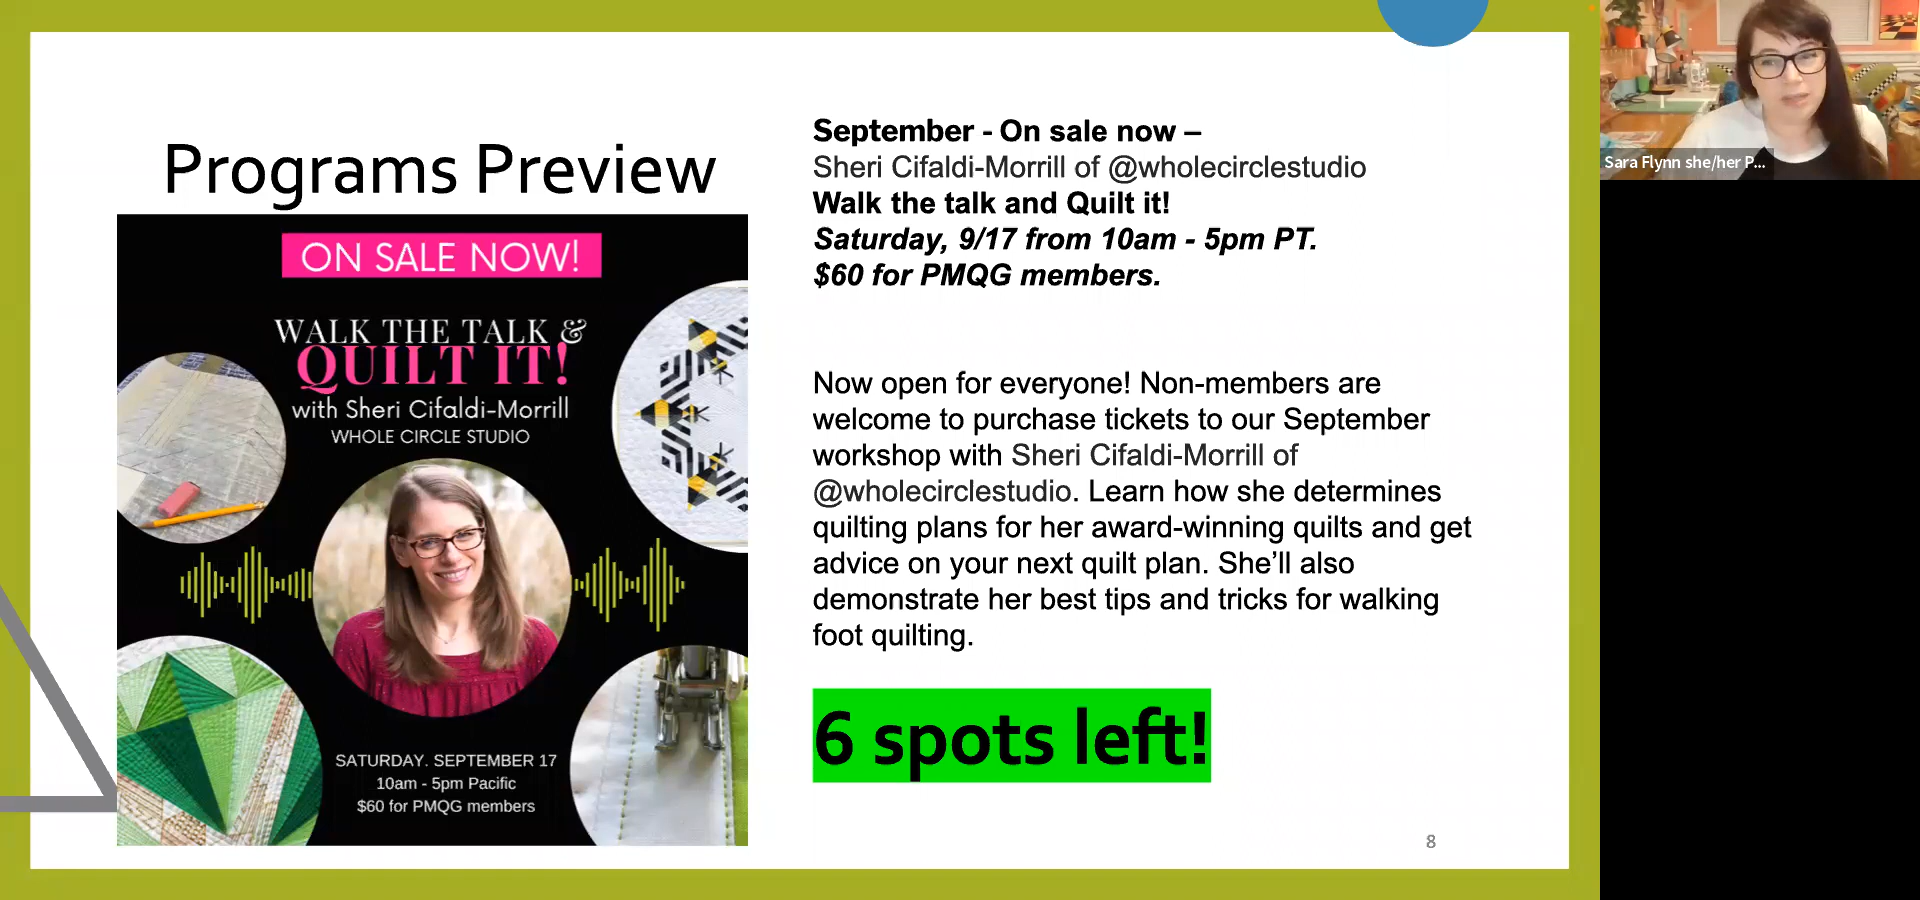 Programs Preview
ON SALE NOW!
WALK THE TALK &
QUILT IT!
with Sheri Cifaldi-Morrill
WHOLE CIRCLE STUDIO
SATURDAY. SEPTEMBER 17
10am - 5pm Pacific
$60 for PMQG members
September - On sale now –
Sheri Cifaldi-Morrill of @wholecirclestudio
Walk the talk and Quilt it!
Saturday, 9/17 from 10am - 5pm PT.
$60 for PMQG members.
Now open for everyone! Non-members are
welcome to purchase tickets to our September
workshop with Sheri Cifaldi-Morrill of
@wholecirclestudio. Learn how she determines
quilting plans for her award-winning quilts and get
advice on your next quilt plan. She’ll also
demonstrate her best tips and tricks for walking
foot quilting.
6 spots left!
8
Sara Flynn she/her P...